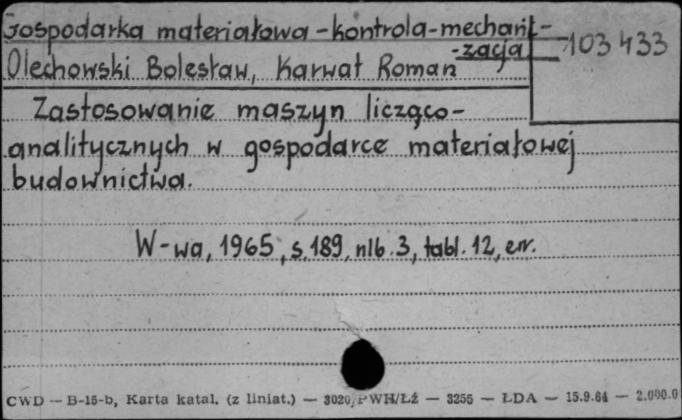 Gospodarka materiałowa - kontrola - mechani-
-zacja
103 433
Olechowski Bolesław, Karwat Roman
Zastosowanie maszyn licząco-
analitycznych w gospodarce materiałowej
budownictwa.
W-wa, 1965, s.189, nlb.3, tabl.12, err.
CWD — B-15-b, Karta katal. (z liniat.) — 3020/PWH/Łź — 3255 — ŁDA — 15.9.64 — 2.000.0